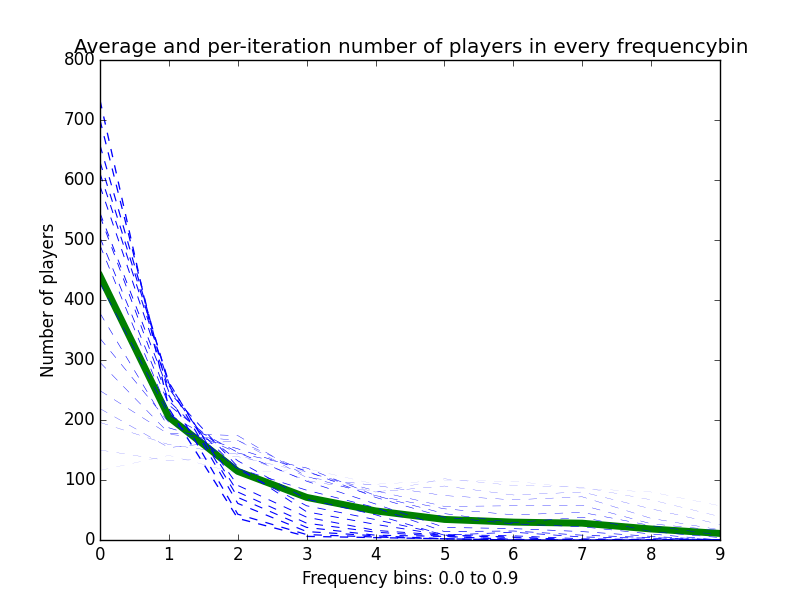 Average and per-iteration number of players in every frequencybin
800
700
600
500
400
300
200
100
0
Number of players
0 1 2 3 4 5 6 7 8 9
Frequency bins: 0.0 to 0.9